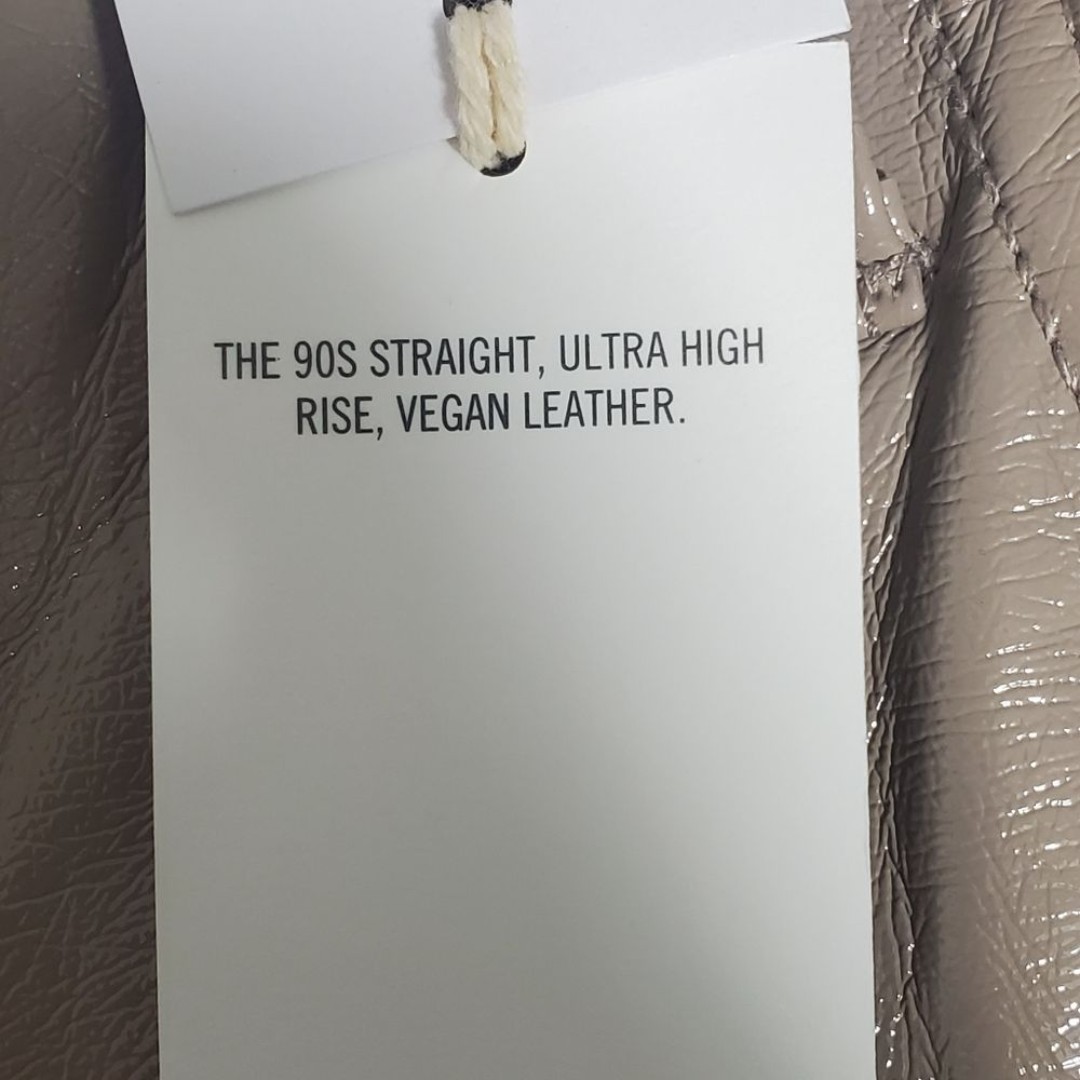 THE 90S STRAIGHT, ULTRA HIGH
RISE, VEGAN LEATHER.